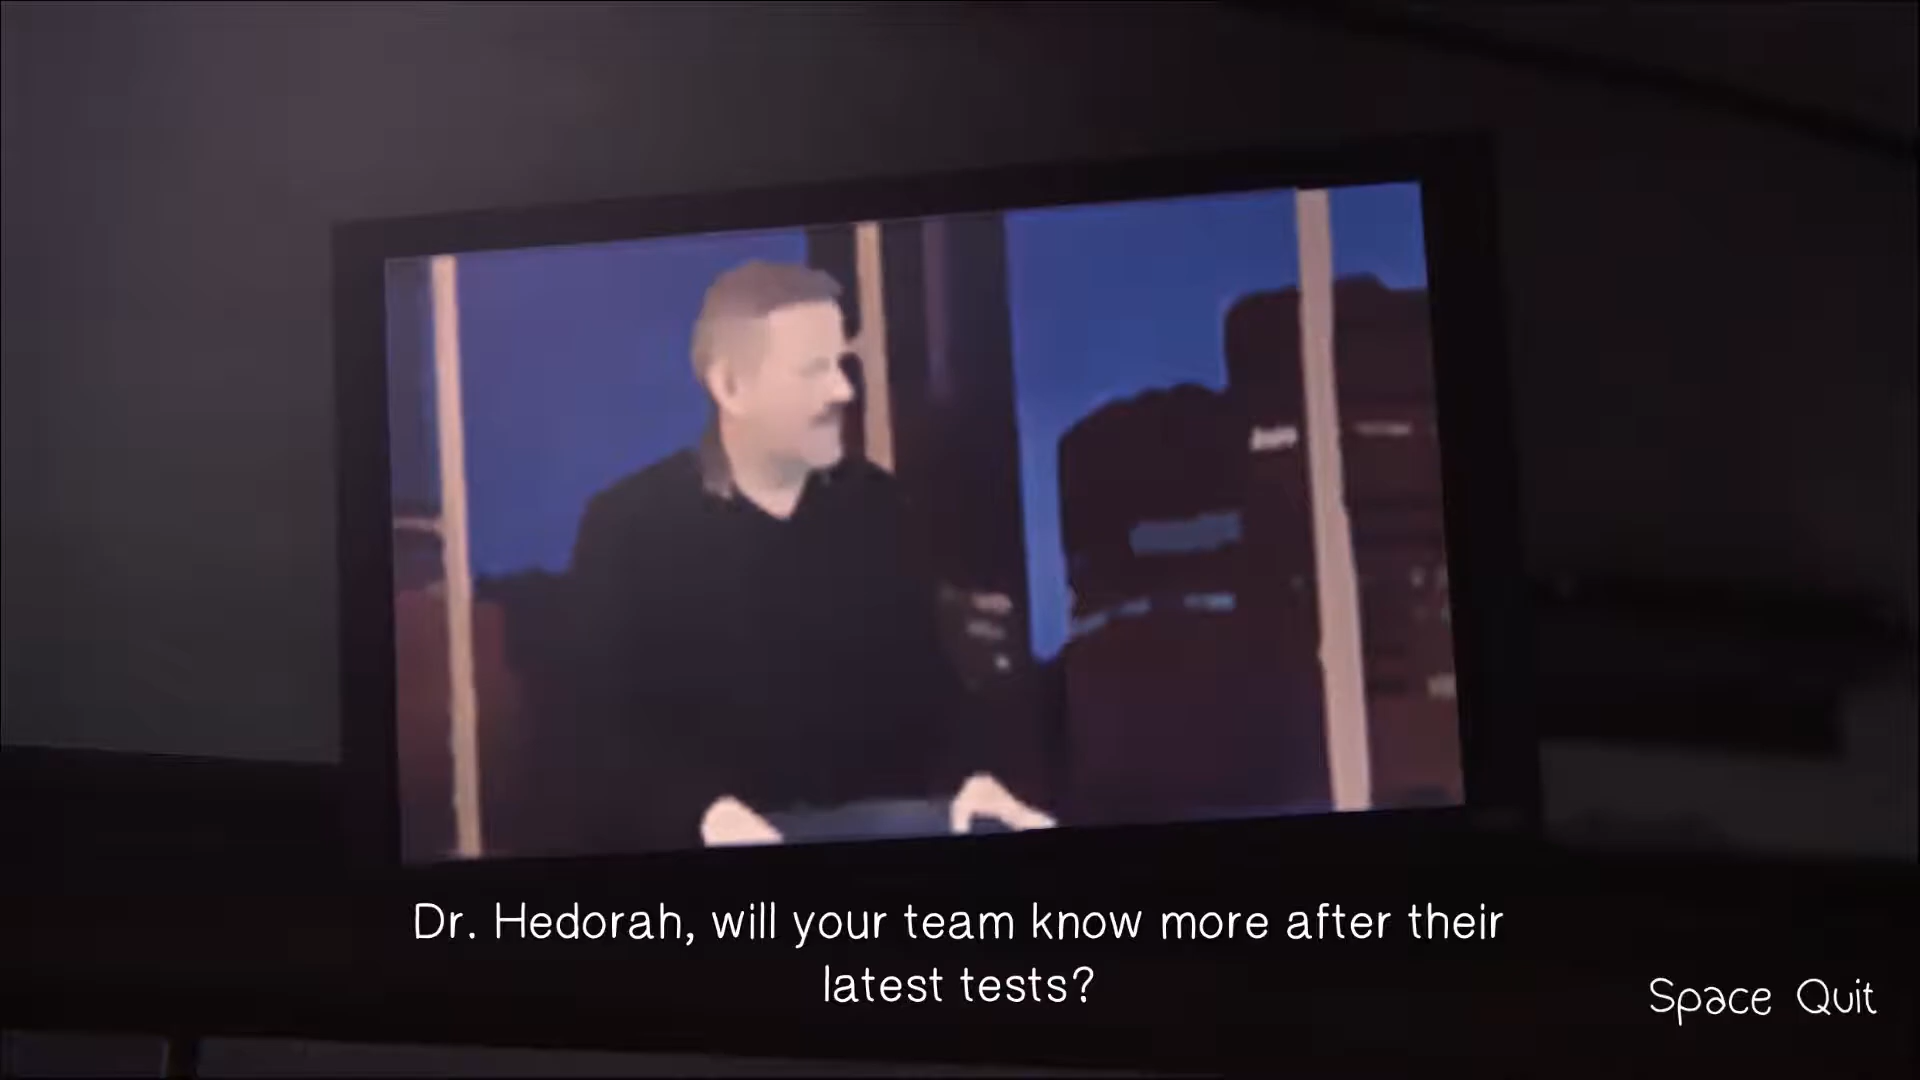 Dr. Hedorah, will your team know more after their
latest tests?
Space Quit